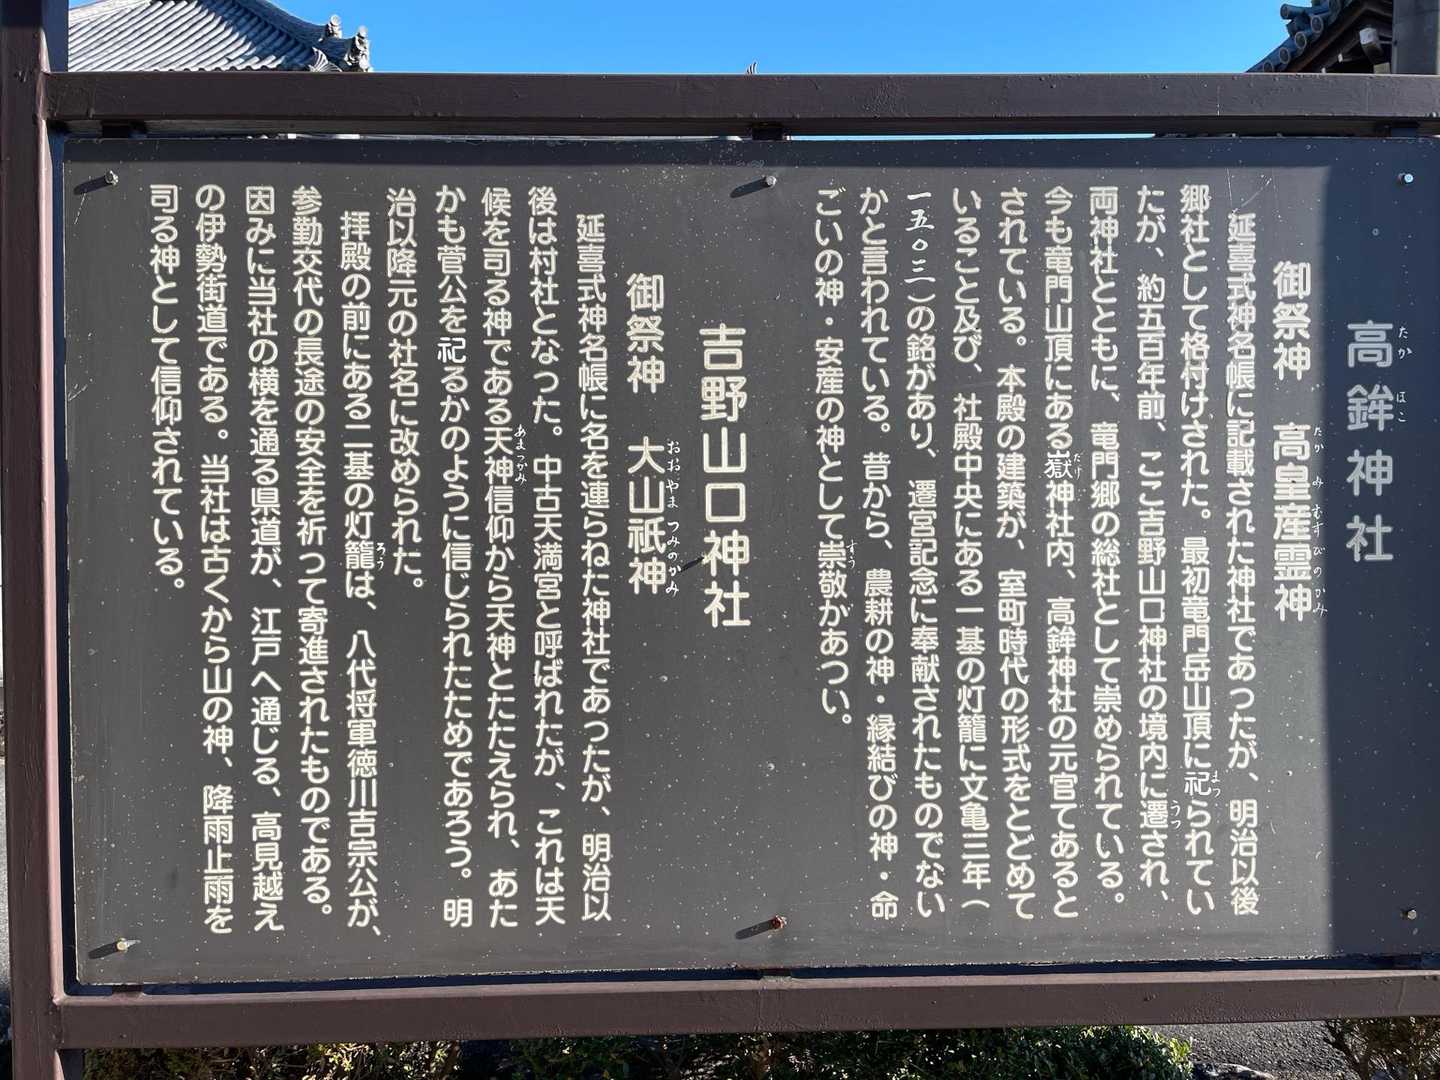 高鉾神社
御祭神　高皇産霊神
延喜式神名帳に記載された神社であったが、明治以後
郷社として格付けされた。最初竜門岳山頂に祀られてい
たが、約五百年前、ここ吉野山口神社の境内に遷され、
両神社とともに、竜門郷の総社として崇められている。
今も竜門山頂にある嶽神社内、高鉾神社の元官てあると
されている。本殿の建築が、室町時代の形式をとどめて
いること及び、社殿中央にある一基の灯籠に文亀三年（
一五〇三）の銘があり、遷宮記念に奉献されたものでない
かと言われている。昔から、農耕の神・縁結びの神・命
ごいの神・安産の神として崇敬があつい。
吉野山口神社
御祭神　大山祇神
延喜式神名帳に名を連らねた神社であったが、明治以
後は村社となった。中古天満宮と呼ばれたが、これは天
候を司る神である天神信仰から天神とたたえられ、あた
かも菅公を祀るかのように信じられたためであろう。明
治以降元の社名に改められた。
拝殿の前にある二基の灯籠は、八代将軍徳川吉宗公が、
参勤交代の長途の安全を祈って寄進されたものである。
因みに当社の横を通る県道が、江戸へ通じる、高見越え
の伊勢街道である。当社は古くから山の神、降雨止雨を
司る神として信仰されている。